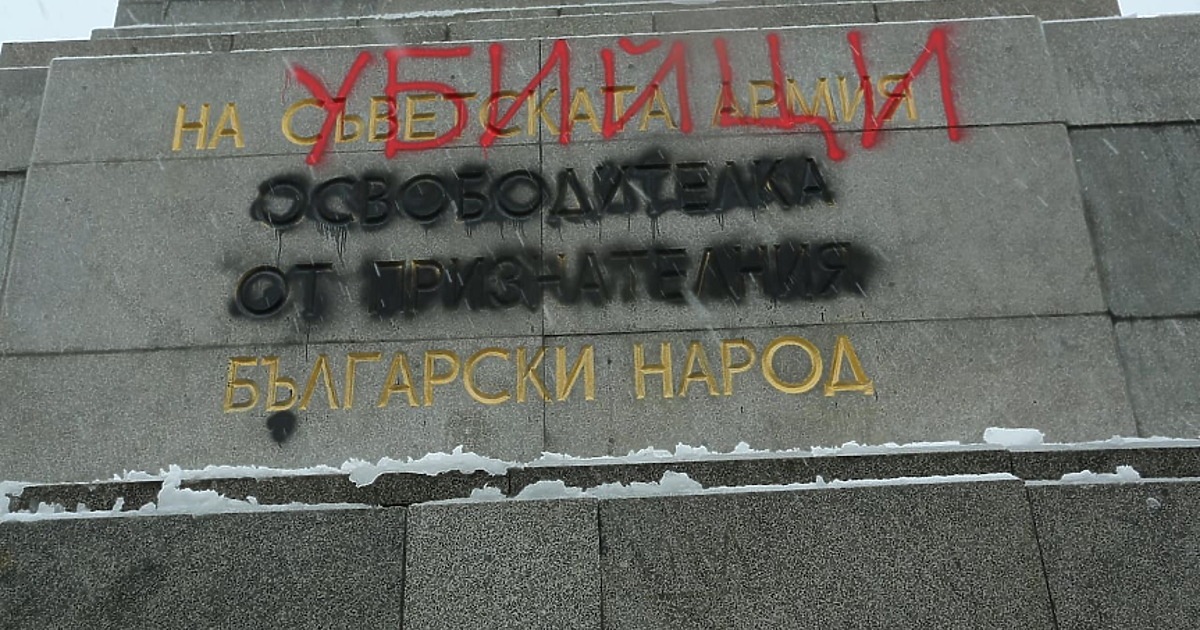 УБИЙЦИ
НА СЪВЕТСКАТА АРМИЯ
ОСВОБОДИТЕЛКА
ОТ ПРИЗНАТЕЛНИЯ
БЪЛГАРСКИ НАРОД